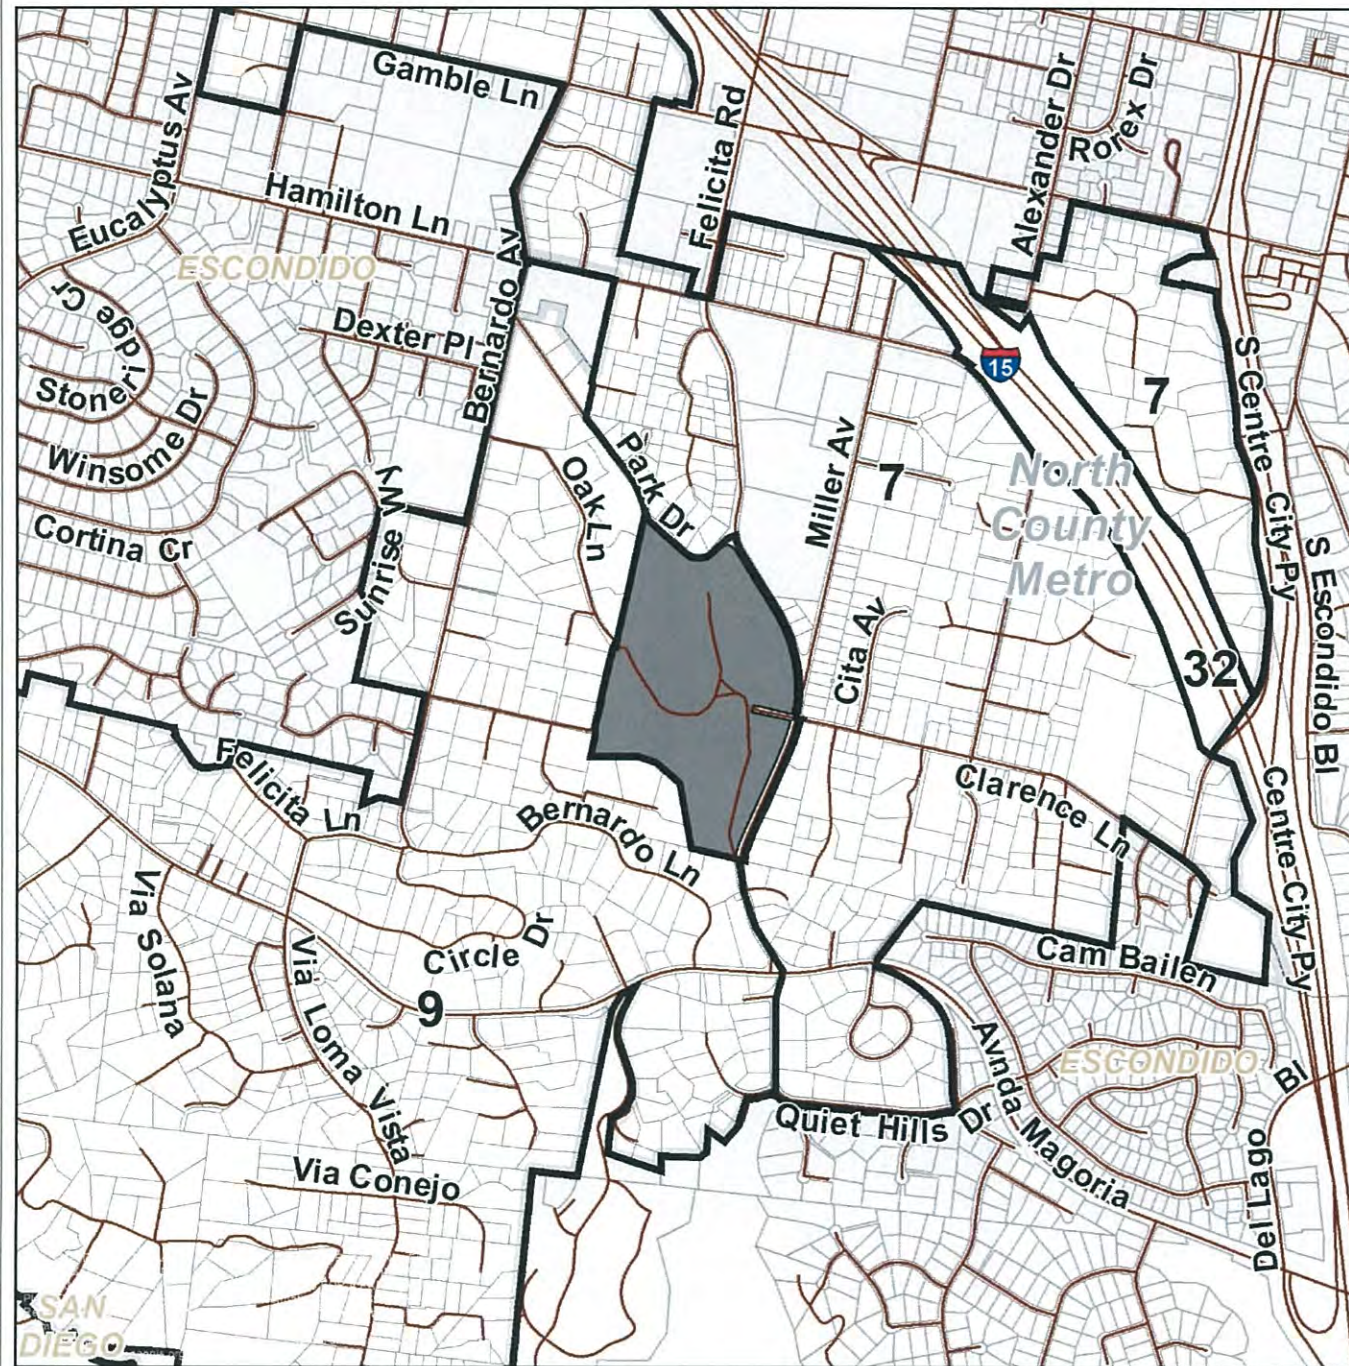 Gamble Ln
Eucalyptus Av
Felicita Rd
Alexander Dr
Rorex Dr
Hamilton Ln
ESCONDIDO
Bernardo Av
Stoneridge Cr
Dexter Pl
15
S Centre City Py
7
Winsome Dr
Park Dr
Oak Ln
Miller Av
7
North
County
Metro
Cortina Cr
Sunrise Wy
S Escondido Bl
Cita Av
32
Felicita Ln
Bernardo Ln
Clarence Ln
Centre City Py
Via Solana
Circle Dr
Cam Bailen
Via Loma Vista
9
Avnda Magoria
ESCONDIDO
Quiet Hills Dr
Del Lago Bl
Via Conejo
SAN
DIEGO